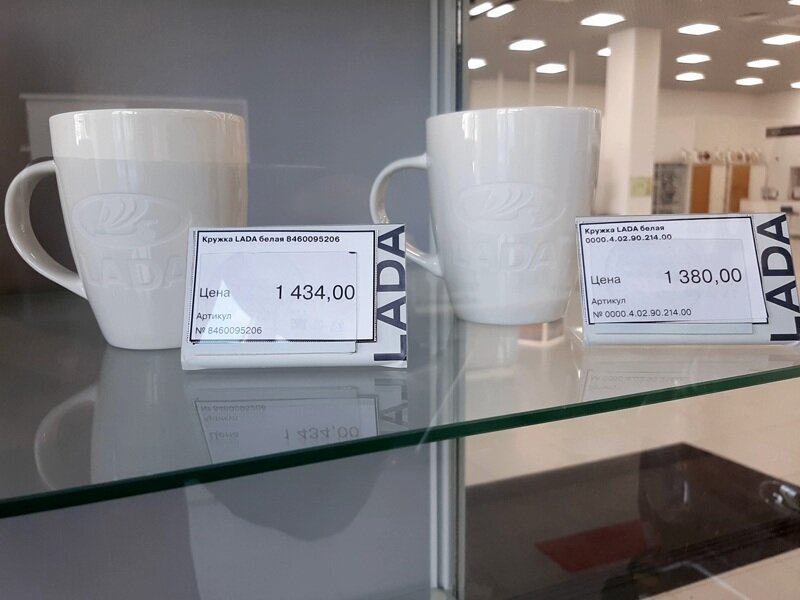 LADA
LADA
Кружка LADA белая 8460095206
Цена 1 434,00
Артикул
№ 8460095206
LADA
Кружка LADA белая
0000.4.02.90.214.00
Цена 1 380,00
Артикул
№ 0000.4.02.90.214.00
LADA